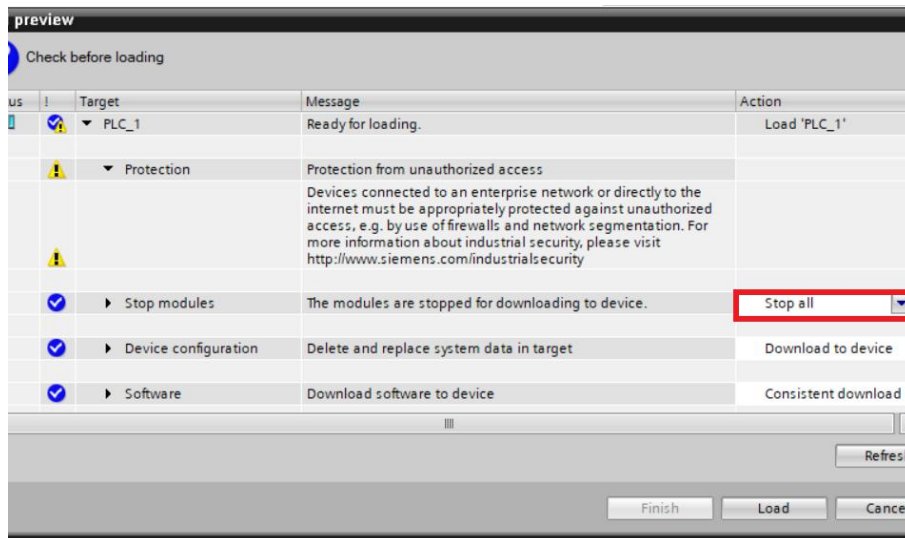 preview
Check before loading
us ! Target Message Action
PLC_1 Ready for loading. Load 'PLC_1'
Protection Protection from unauthorized access
Devices connected to an enterprise network or directly to the
internet must be appropriately protected against unauthorized
access, e.g. by use of firewalls and network segmentation. For
more information about industrial security, please visit
http://www.siemens.com/industrialsecurity
Stop modules The modules are stopped for downloading to device. Stop all
Device configuration Delete and replace system data in target Download to device
Software Download software to device Consistent download
Refres
Finish Load Cance